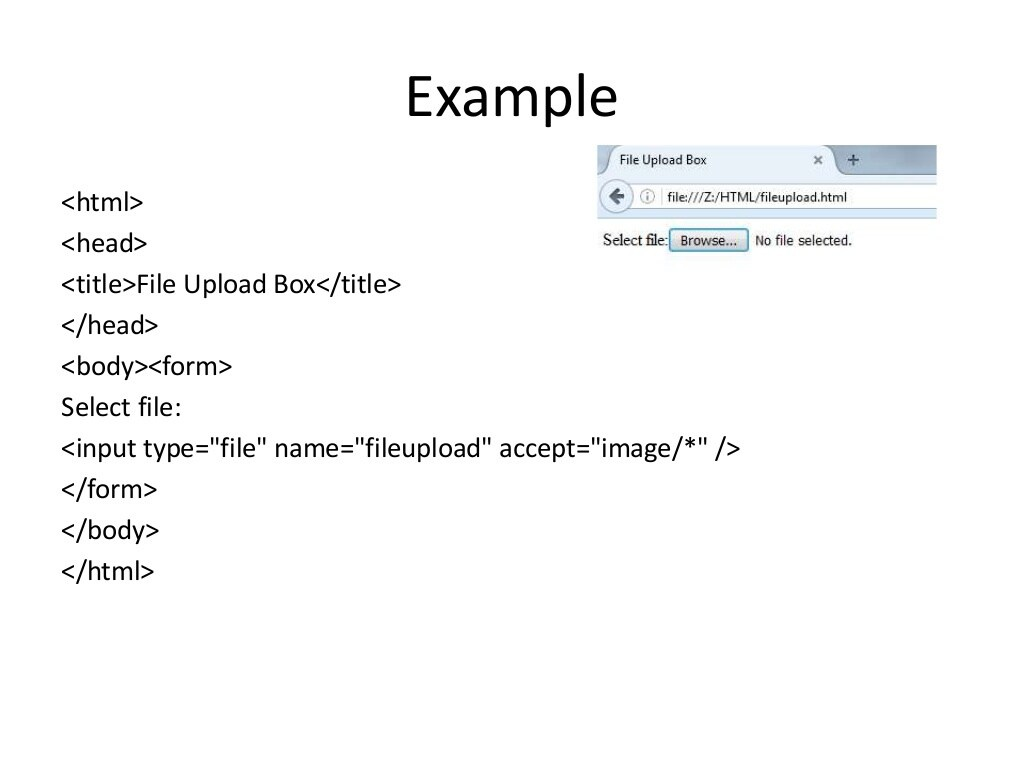 Example
File Upload Box
file:///Z:/HTML/fileupload.html
Select file: Browse... No file selected.
<html>
<head>
<title>File Upload Box</title>
</head>
<body><form>
Select file:
<input type="file" name="fileupload" accept="image/*" />
</form>
</body>
</html>